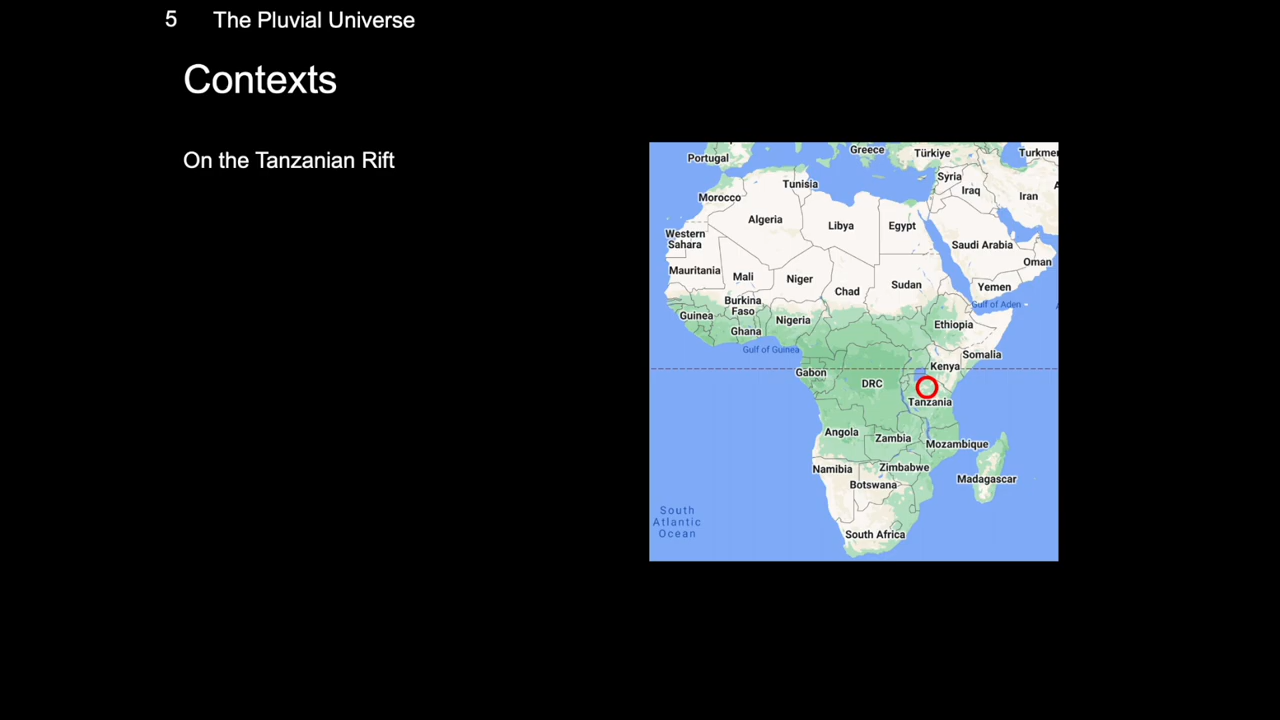 5 The Pluvial Universe
Contexts
On the Tanzanian Rift
Portugal
Greece
Türkiye
Turkmen
Tunisia
Syria
Iraq
Iran
A
Morocco
Algeria
Libya
Egypt
Western
Sahara
Saudi Arabia
Oman
Mauritania
Mali
Niger
Chad
Sudan
Yemen
Gulf of Aden
Burkina
Faso
Guinea
Ghana
Nigeria
Ethiopia
Gulf of Guinea
Somalia
Gabon
DRC
Kenya
Tanzania
Angola
Zambia
Mozambique
Namibia
Zimbabwe
Botswana
Madagascar
South
Atlantic
Ocean
South Africa